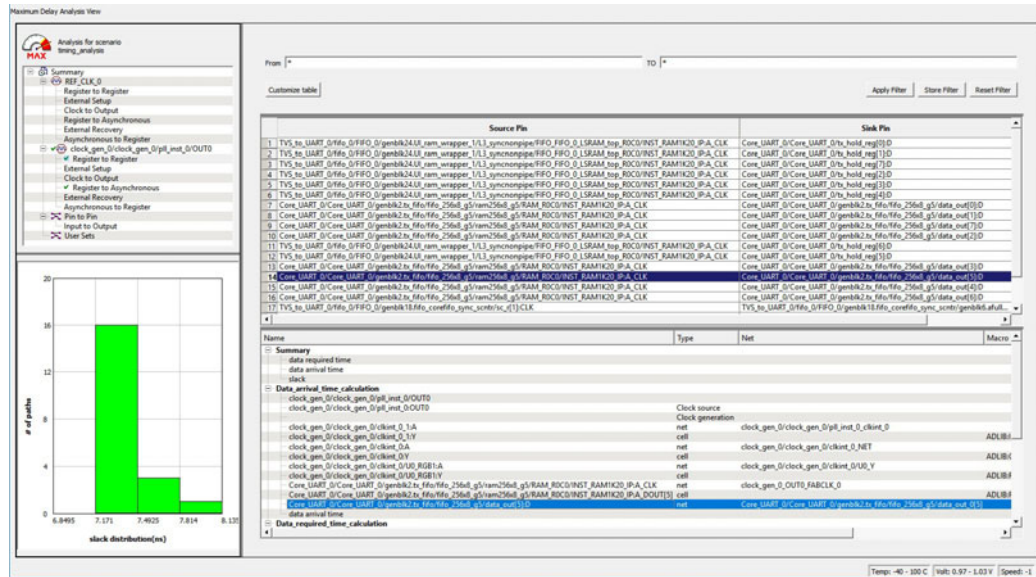 Maximum Delay Analysis View
MAX
Analysis for scenario
timing_analysis
Summary
REF_CLK_0
Register to Register
External Setup
Clock to Output
Register to Asynchronous
External Recovery
Asynchronous to Register
clock_gen_0/clock_gen_0/pll_inst_0/OUT0
Register to Register
External Setup
Clock to Output
Register to Asynchronous
External Recovery
Asynchronous to Register
Pin to Pin
Input to Output
User Sets
From *
TO *
Customize table
Apply Filter Store Filter Reset Filter
Source Pin Sink Pin
1 TVS_to_UART_0/fifo_0/FIFO_0/genblk24.UI_ram_wrapper_1/L3_syncnonpipe/FIFO_FIFO_0_LSRAM_top_R0C0/INST_RAM1K20_IP:A_CLK Core_UART_0/Core_UART_0/tx_hold_reg[0]:D
2 TVS_to_UART_0/fifo_0/FIFO_0/genblk24.UI_ram_wrapper_1/L3_syncnonpipe/FIFO_FIFO_0_LSRAM_top_R0C0/INST_RAM1K20_IP:A_CLK Core_UART_0/Core_UART_0/tx_hold_reg[2]:D
3 TVS_to_UART_0/fifo_0/FIFO_0/genblk24.UI_ram_wrapper_1/L3_syncnonpipe/FIFO_FIFO_0_LSRAM_top_R0C0/INST_RAM1K20_IP:A_CLK Core_UART_0/Core_UART_0/tx_hold_reg[7]:D
4 TVS_to_UART_0/fifo_0/FIFO_0/genblk24.UI_ram_wrapper_1/L3_syncnonpipe/FIFO_FIFO_0_LSRAM_top_R0C0/INST_RAM1K20_IP:A_CLK
5 TVS_to_UART_0/fifo_0/FIFO_0/genblk24.UI_ram_wrapper_1/L3_syncnonpipe/FIFO_FIFO_0_LSRAM_top_R0C0/INST_RAM1K20_IP:A_CLK Core_UART_0/Core_UART_0/tx_hold_reg[3]:D
6 TVS_to_UART_0/fifo_0/FIFO_0/genblk24.UI_ram_wrapper_1/L3_syncnonpipe/FIFO_FIFO_0_LSRAM_top_R0C0/INST_RAM1K20_IP:A_CLK Core_UART_0/Core_UART_0/tx_hold_reg[4]:D
7 Core_UART_0/Core_UART_0/genblk2.tx_fifo/fifo_256x8_g5/ram256x8_g5/RAM_R0C0/INST_RAM1K20_IP:A_CLK Core_UART_0/Core_UART_0/genblk2.tx_fifo/fifo_256x8_g5/data_out[0]:D
8 Core_UART_0/Core_UART_0/genblk2.tx_fifo/fifo_256x8_g5/ram256x8_g5/RAM_R0C0/INST_RAM1K20_IP:A_CLK Core_UART_0/Core_UART_0/genblk2.tx_fifo/fifo_256x8_g5/data_out[1]:D
9 Core_UART_0/Core_UART_0/genblk2.tx_fifo/fifo_256x8_g5/ram256x8_g5/RAM_R0C0/INST_RAM1K20_IP:A_CLK Core_UART_0/Core_UART_0/genblk2.tx_fifo/fifo_256x8_g5/data_out[7]:D
10 Core_UART_0/Core_UART_0/genblk2.tx_fifo/fifo_256x8_g5/ram256x8_g5/RAM_R0C0/INST_RAM1K20_IP:A_CLK Core_UART_0/Core_UART_0/genblk2.tx_fifo/fifo_256x8_g5/data_out[2]:D
11 TVS_to_UART_0/fifo_0/FIFO_0/genblk24.UI_ram_wrapper_1/L3_syncnonpipe/FIFO_FIFO_0_LSRAM_top_R0C0/INST_RAM1K20_IP:A_CLK Core_UART_0/Core_UART_0/tx_hold_reg[6]:D
12 TVS_to_UART_0/fifo_0/FIFO_0/genblk24.UI_ram_wrapper_1/L3_syncnonpipe/FIFO_FIFO_0_LSRAM_top_R0C0/INST_RAM1K20_IP:A_CLK Core_UART_0/Core_UART_0/tx_hold_reg[5]:D
13 Core_UART_0/Core_UART_0/genblk2.tx_fifo/fifo_256x8_g5/ram256x8_g5/RAM_R0C0/INST_RAM1K20_IP:A_CLK Core_UART_0/Core_UART_0/genblk2.tx_fifo/fifo_256x8_g5/data_out[3]:D
14 Core_UART_0/Core_UART_0/genblk2.tx_fifo/fifo_256x8_g5/ram256x8_g5/RAM_R0C0/INST_RAM1K20_IP:A_CLK Core_UART_0/Core_UART_0/genblk2.tx_fifo/fifo_256x8_g5/data_out[5]:D
15 Core_UART_0/Core_UART_0/genblk2.tx_fifo/fifo_256x8_g5/ram256x8_g5/RAM_R0C0/INST_RAM1K20_IP:A_CLK Core_UART_0/Core_UART_0/genblk2.tx_fifo/fifo_256x8_g5/data_out[4]:D
16 Core_UART_0/Core_UART_0/genblk2.tx_fifo/fifo_256x8_g5/ram256x8_g5/RAM_R0C0/INST_RAM1K20_IP:A_CLK Core_UART_0/Core_UART_0/genblk2.tx_fifo/fifo_256x8_g5/data_out[6]:D
17 TVS_to_UART_0/fifo_0/FIFO_0/genblk18.fifo_corefifo_sync_scntr/sc_r[1]:CLK TVS_to_UART_0/fifo_0/FIFO_0/genblk18.fifo_corefifo_sync_scntr/genblk6.afull...
20
16
12
8
4
0
# of paths
6.8495 7.171 7.4925 7.814 8.135
slack distribution(ns)
Name Type Net Macro
Summary
data required time
data arrival time
slack
Data_arrival_time_calculation
clock_gen_0/clock_gen_0/pll_inst_0/OUT0
clock_gen_0/clock_gen_0/pll_inst_0:OUT0 Clock source
Clock generation
clock_gen_0/clock_gen_0/clkint_0_1:A net clock_gen_0/clock_gen_0/pll_inst_0_clkint_0
clock_gen_0/clock_gen_0/clkint_0_1:Y cell ADLIB:
clock_gen_0/clock_gen_0/clkint_0:A net clock_gen_0/clock_gen_0/clkint_0_NET
clock_gen_0/clock_gen_0/clkint_0:Y cell ADLIB:
clock_gen_0/clock_gen_0/clkint_0/U0_RGB1:A net clock_gen_0/clock_gen_0/clkint_0/U0_Y
clock_gen_0/clock_gen_0/clkint_0/U0_RGB1:Y cell ADLIB:
Core_UART_0/Core_UART_0/genblk2.tx_fifo/fifo_256x8_g5/ram256x8_g5/RAM_R0C0/INST_RAM1K20_IP:A_CLK net clock_gen_0_OUT0_FABCLK_0
Core_UART_0/Core_UART_0/genblk2.tx_fifo/fifo_256x8_g5/ram256x8_g5/RAM_R0C0/INST_RAM1K20_IP:A_DOUT[5] cell ADLIB:
Core_UART_0/Core_UART_0/genblk2.tx_fifo/fifo_256x8_g5/data_out[5]:D net Core_UART_0/Core_UART_0/genblk2.tx_fifo/fifo_256x8_g5/data_out_0[5]
data arrival time
Data_required_time_calculation
Temp: -40 - 100 C Volt: 0.97 - 1.03 V Speed: -1